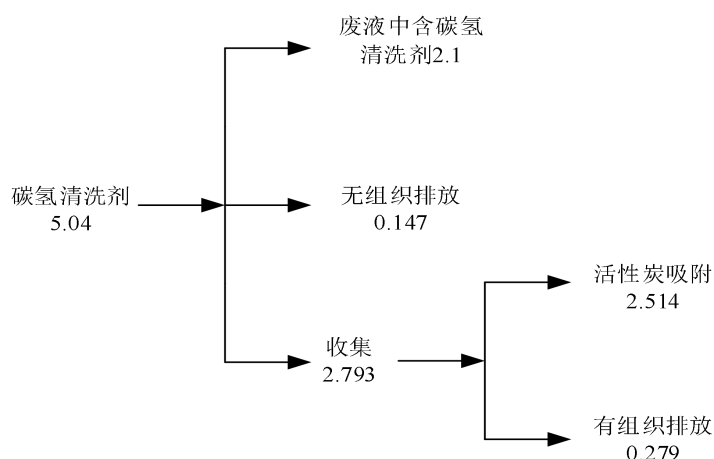 废液中含碳氢
清洗剂2.1
碳氢清洗剂
5.04
无组织排放
0.147
活性炭吸附
2.514
收集
2.793
有组织排放
0.279